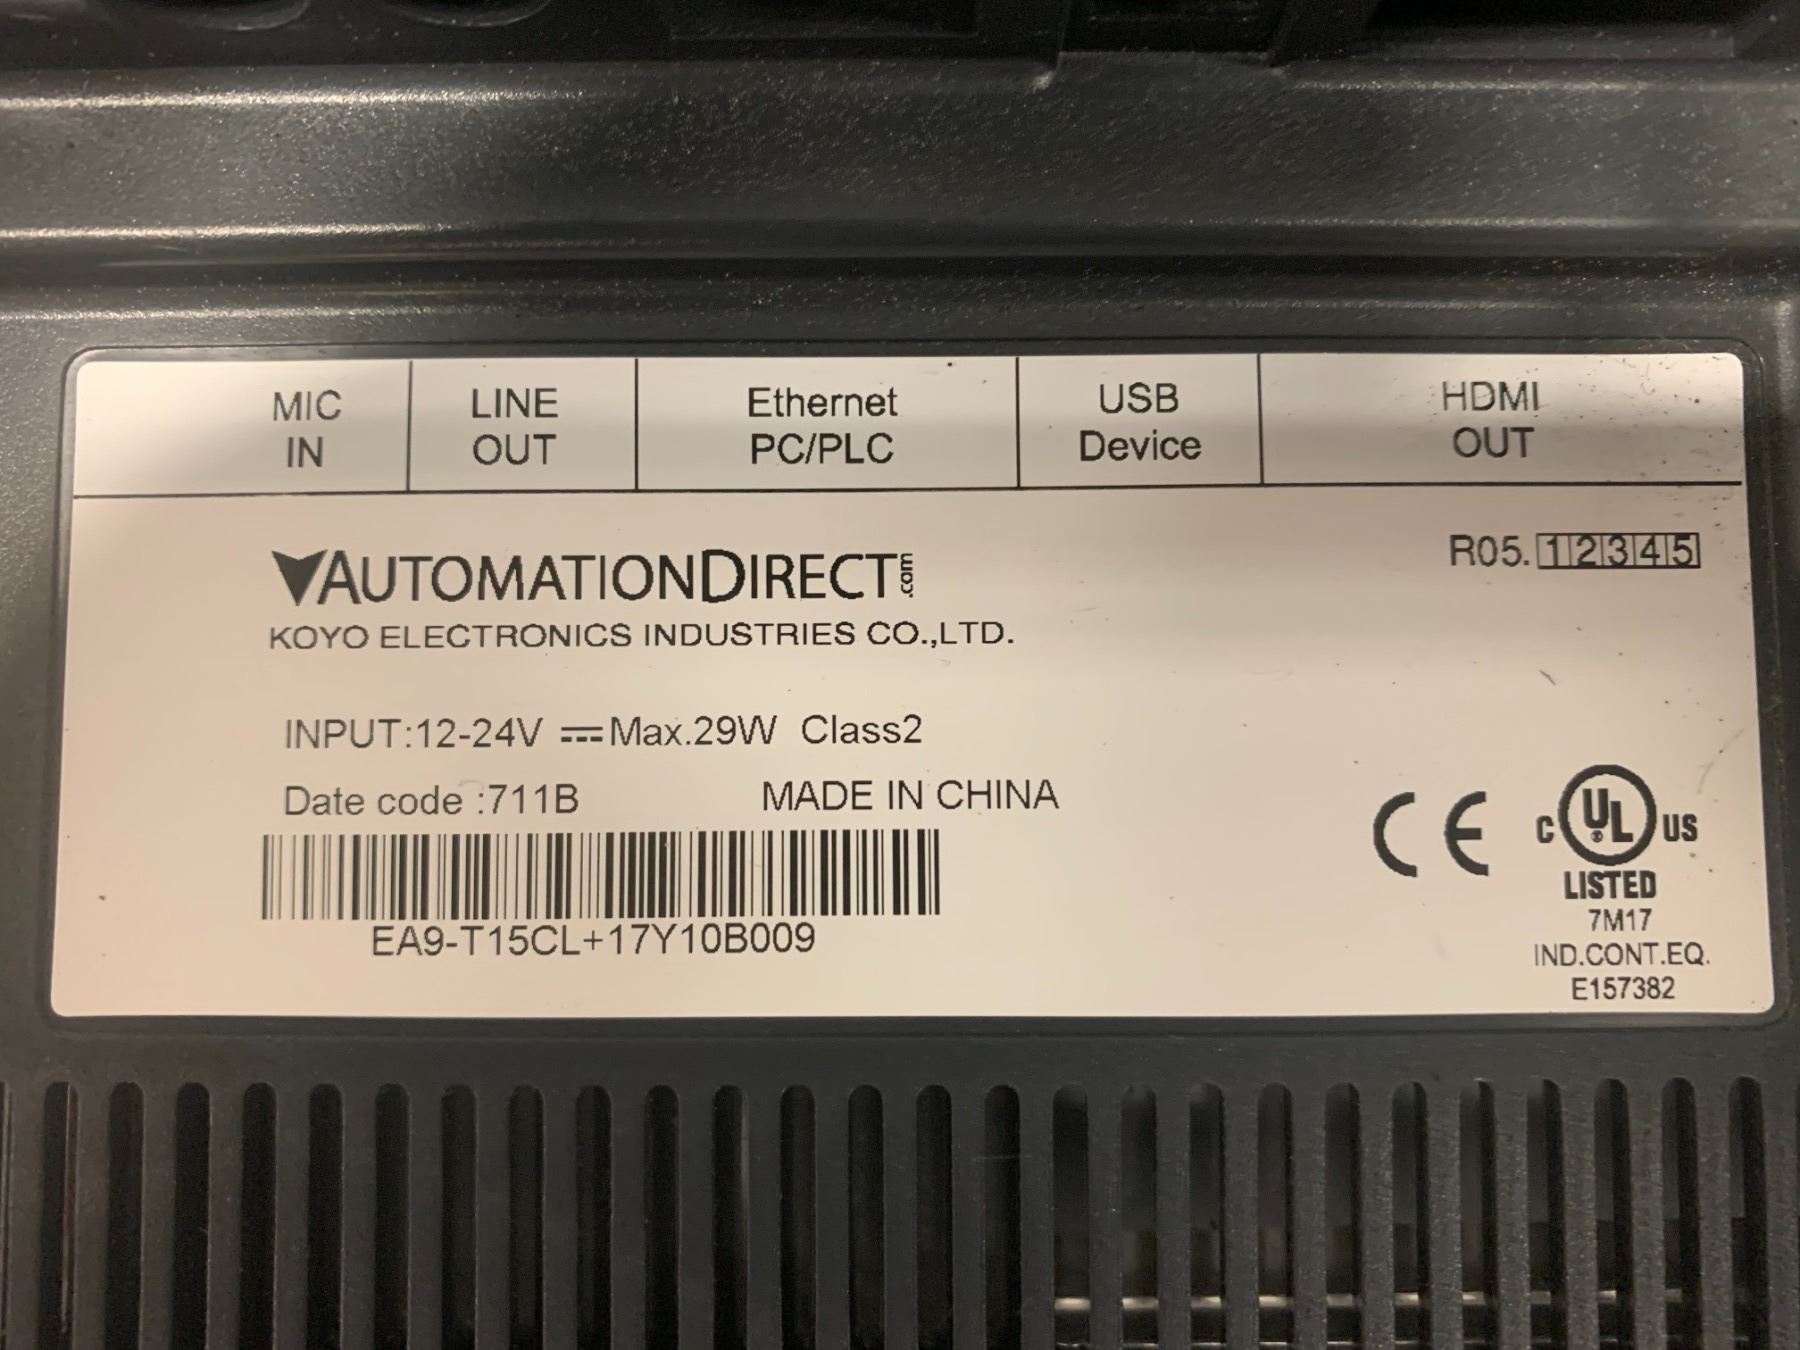 MIC IN
LINE OUT
Ethernet PC/PLC
USB Device
HDMI OUT
AUTOMATIONDIRECT.com
R05.12345
KOYO ELECTRONICS INDUSTRIES CO.,LTD.
INPUT:12-24V ⎓ Max.29W Class2
Date code :711B MADE IN CHINA
EA9-T15CL+17Y10B009
CE
C UL® US
LISTED
7M17
IND.CONT.EQ.
E157382